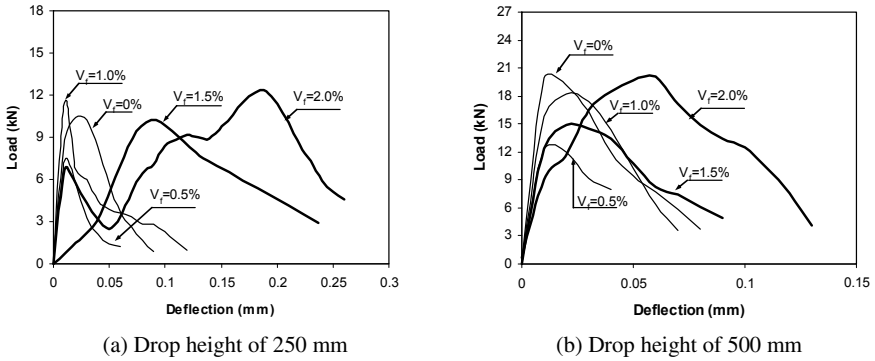 18
15
12
9
6
3
0
Load (kN)
V_f=1.0%
V_f=0%
V_f=1.5%
V_f=2.0%
V_f=0.5%
0 0.05 0.1 0.15 0.2 0.25 0.3
Deflection (mm)
(a) Drop height of 250 mm
27
24
21
18
15
12
9
6
3
0
Load (kN)
V_f=0%
V_f=1.0%
V_f=2.0%
V_f=1.5%
V_f=0.5%
0 0.05 0.1 0.15
Deflection (mm)
(b) Drop height of 500 mm